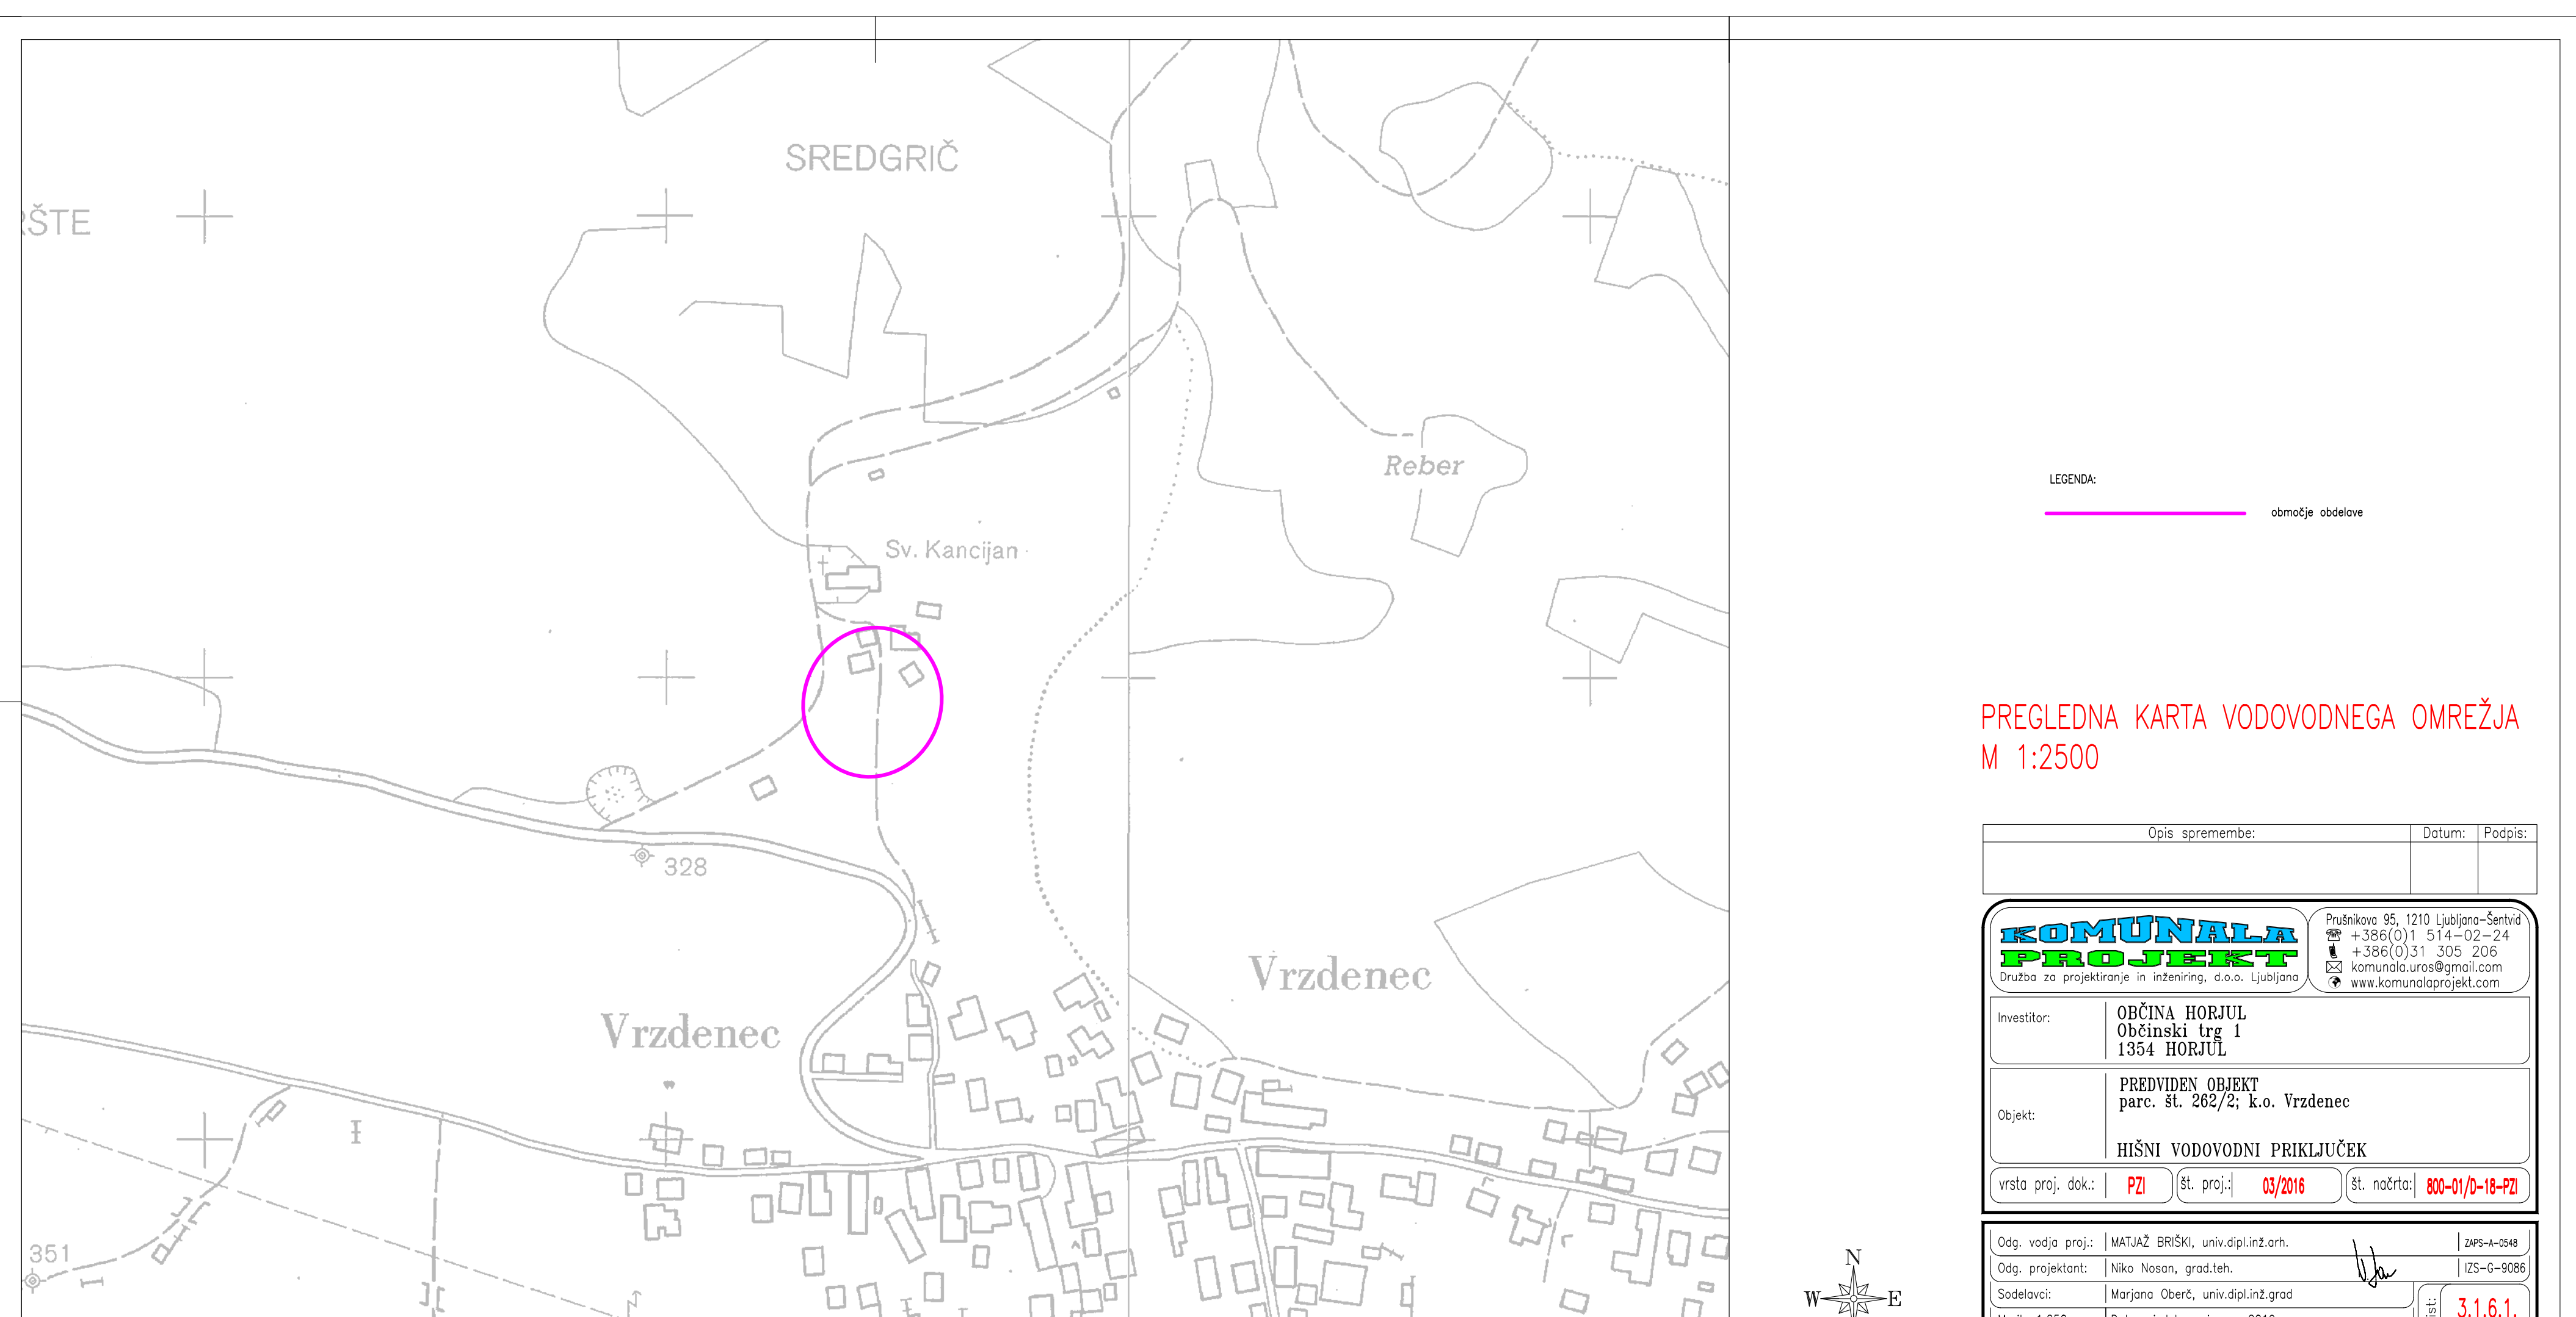 SREDGRIČ
ŠTE
Reber
Sv. Kancijan
328
Vrzdenec
Vrzdenec
351
LEGENDA:
območje obdelave
PREGLEDNA KARTA VODOVODNEGA OMREŽJA
M 1:2500
Opis spremembe: Datum: Podpis:
KOMUNALA
PROJEKT
Družba za projektiranje in inženiring, d.o.o. Ljubljana
Prušnikova 95, 1210 Ljubljana-Šentvid
+386(0)1 514-02-24
+386(0)31 305 206
komunala.uros@gmail.com
www.komunalaprojekt.com
Investitor: OBČINA HORJUL
Občinski trg 1
1354 HORJUL
Objekt: PREDVIDEN OBJEKT
parc. št. 262/2; k.o. Vrzdenec
HIŠNI VODOVODNI PRIKLJUČEK
vrsta proj. dok.: PZI št. proj.: 03/2016 št. načrta: 800-01/D-18-PZI
Odg. vodja proj.: MATJAŽ BRIŠKI, univ.dipl.inž.arh. ZAPS-A-0548
Odg. projektant: Niko Nosan, grad.teh. IZS-G-9086
Sodelavci: Marjana Oberč, univ.dipl.inž.grad
3.1.6.1.
N
W E